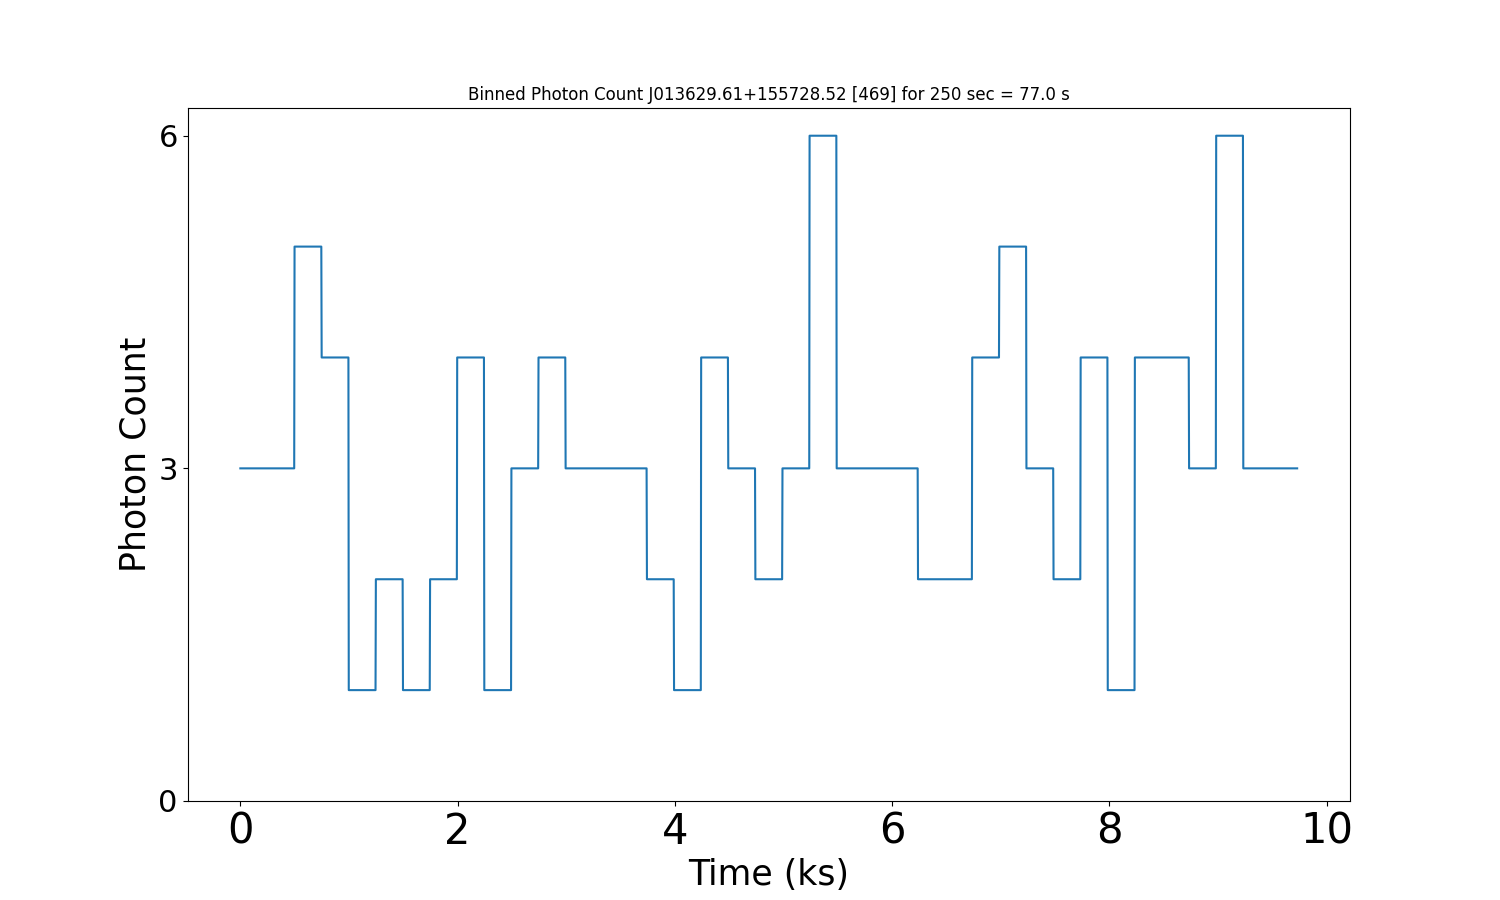 Binned Photon Count J013629.61+155728.52 [469] for 250 sec = 77.0 s
6
3
0
Photon Count
0 2 4 6 8 10
Time (ks)